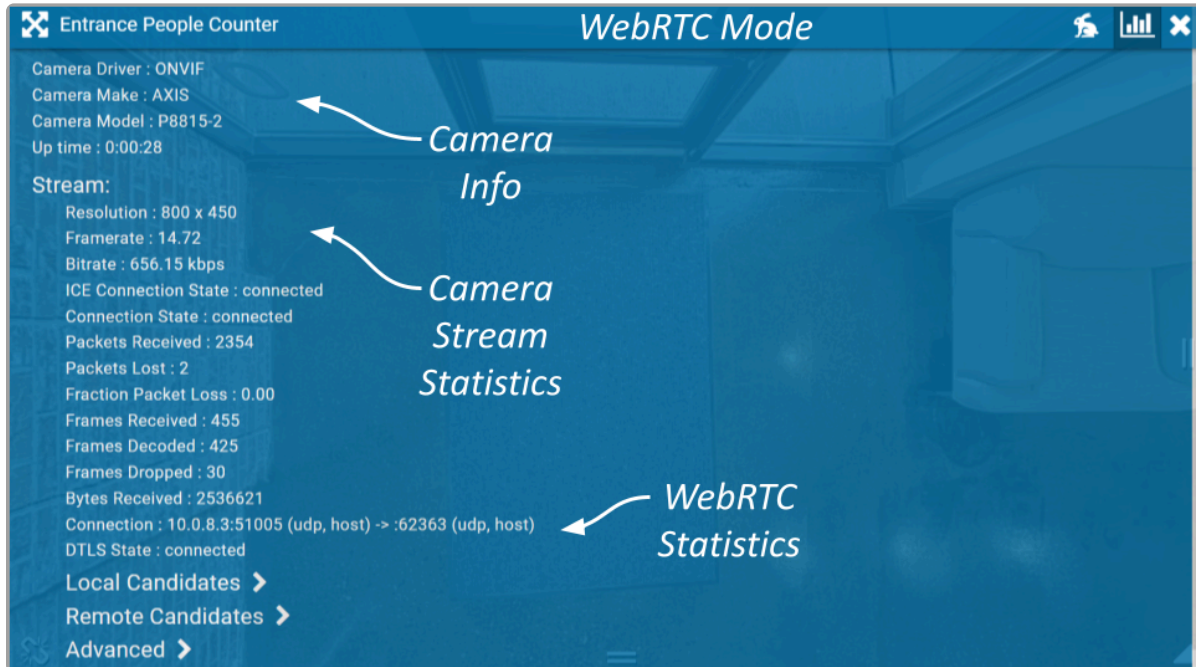 Entrance People Counter
WebRTC Mode
Camera Driver : ONVIF
Camera Make : AXIS
Camera Model : P8815-2
Up time : 0:00:28
Camera
Info
Stream:
Resolution : 800 x 450
Framerate : 14.72
Bitrate : 656.15 kbps
ICE Connection State : connected
Connection State : connected
Packets Received : 2354
Packets Lost : 2
Fraction Packet Loss : 0.00
Frames Received : 455
Frames Decoded : 425
Frames Dropped : 30
Bytes Received : 2536621
Connection : 10.0.8.3:51005 (udp, host) -> :62363 (udp, host)
DTLS State : connected
Camera
Stream
Statistics
WebRTC
Statistics
Local Candidates
Remote Candidates
Advanced